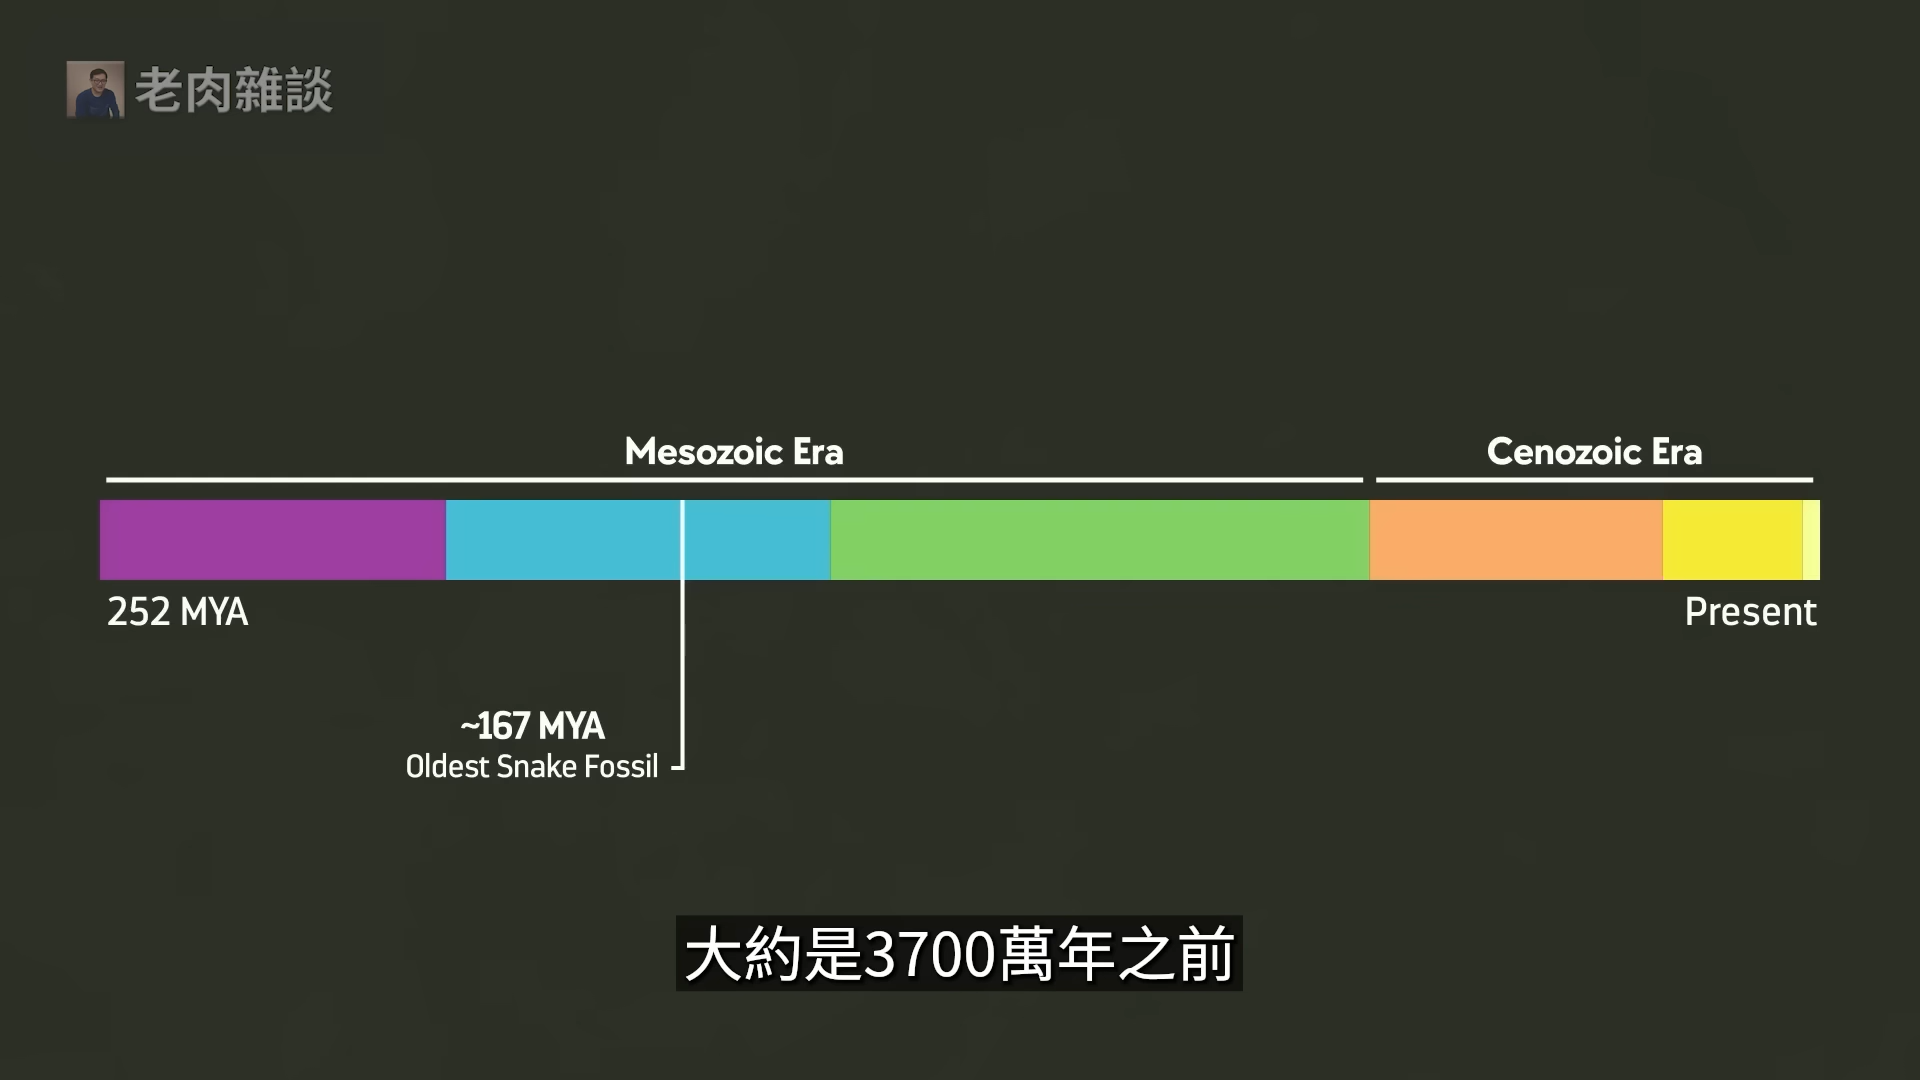 老肉雜談
Mesozoic Era
Cenozoic Era
252 MYA
Present
~167 MYA
Oldest Snake Fossil
大約是3700萬年之前